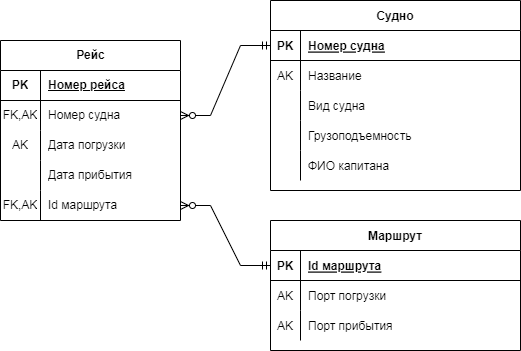 Рейс
PK Номер рейса
FK,AK Номер судна
AK Дата погрузки
Дата прибытия
FK,AK Id маршрута
Судно
PK Номер судна
AK Название
Вид судна
Грузоподъемность
ФИО капитана
Маршрут
PK Id маршрута
AK Порт погрузки
AK Порт прибытия